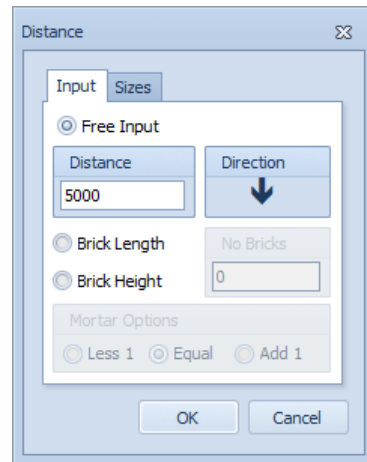 Distance
Input Sizes
Free Input
Distance Direction
5000
Brick Length No Bricks
Brick Height 0
Mortar Options
Less 1 Equal Add 1
OK Cancel